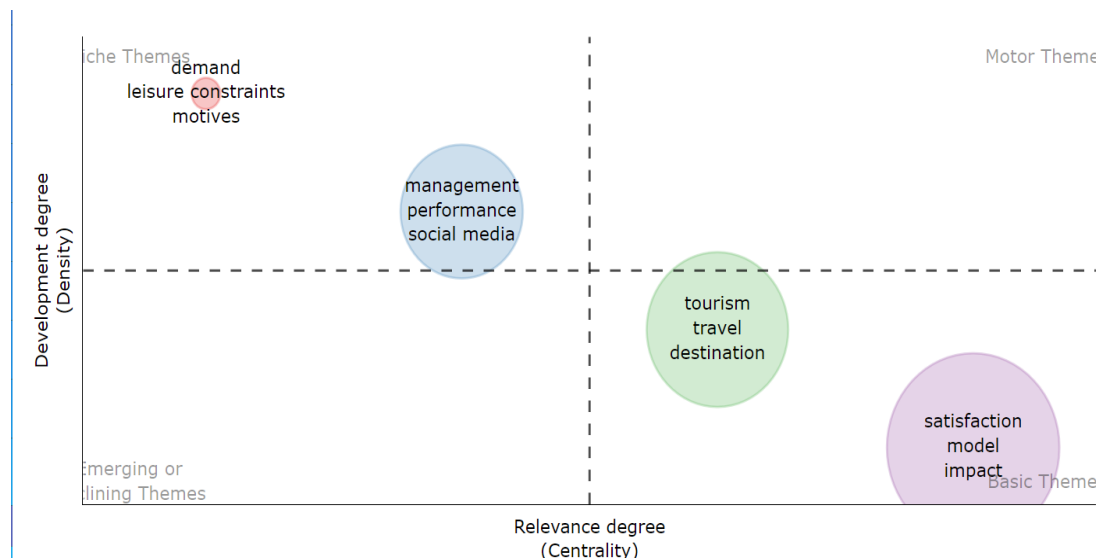 iche Themes
Motor Theme
demand
leisure constraints
motives
management
performance
social media
tourism
travel
destination
satisfaction
model
impact
Emerging or
clining Themes
Basic Theme
Development degree
(Density)
Relevance degree
(Centrality)